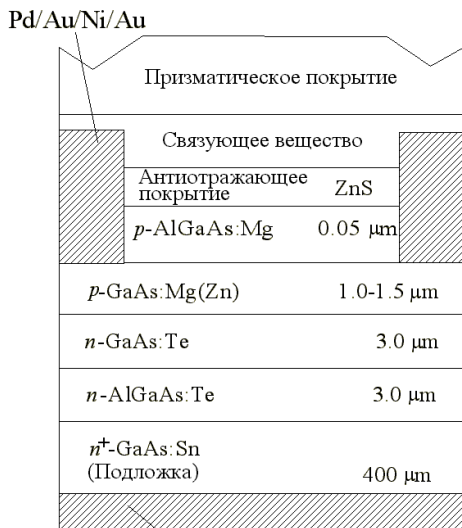 Pd/Au/Ni/Au
Призматическое покрытие
Связующее вещество
Антиотражающее
покрытие ZnS
p-AlGaAs:Mg 0.05 μm
p-GaAs:Mg(Zn) 1.0-1.5 μm
n-GaAs:Te 3.0 μm
n-AlGaAs:Te 3.0 μm
n⁺-GaAs:Sn
(Подложка) 400 μm